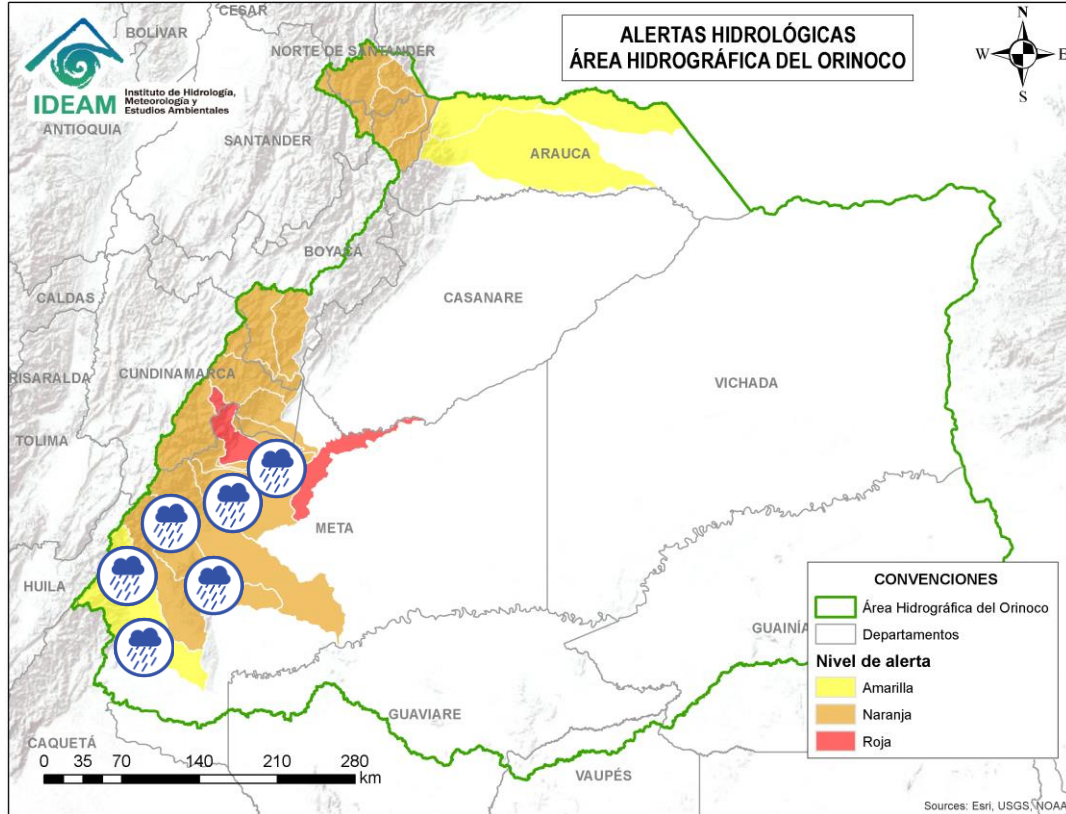 ALERTAS HIDROLÓGICAS
ÁREA HIDROGRÁFICA DEL ORINOCO
N
W
E
S
IDEAM
Instituto de Hidrología,
Meteorología y
Estudios Ambientales
CESAR
BOLÍVAR
NORTE DE SANTANDER
ANTIOQUIA
SANTANDER
ARAUCA
BOYACÁ
CALDAS
CASANARE
RISARALDA
CUNDINAMARCA
VICHADA
TOLIMA
META
HUILA
GUAINÍA
GUAVIARE
CAQUETÁ
VAUPÉS
CONVENCIONES
Área Hidrográfica del Orinoco
Departamentos
Nivel de alerta
Amarilla
Naranja
Roja
0 35 70 140 210 280
km
Sources: Esri, USGS, NOAA